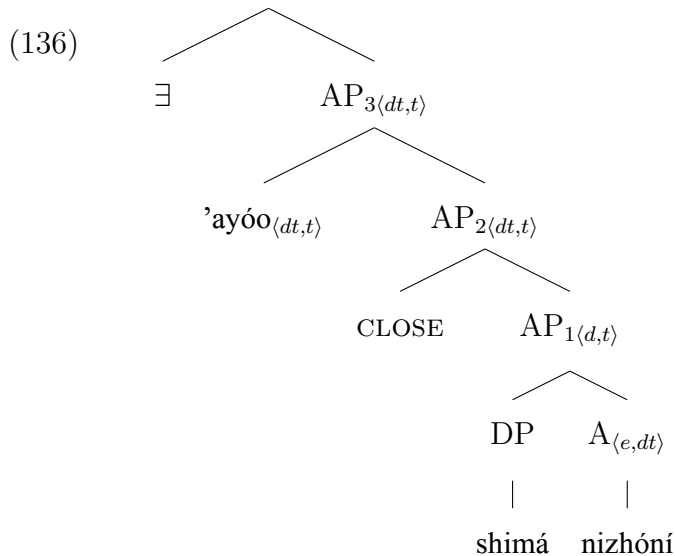 (136)
∃ AP3⟨dt,t⟩
'ayóo⟨dt,t⟩ AP2⟨dt,t⟩
CLOSE AP1⟨d,t⟩
DP A⟨e,dt⟩
shimá nizhóní